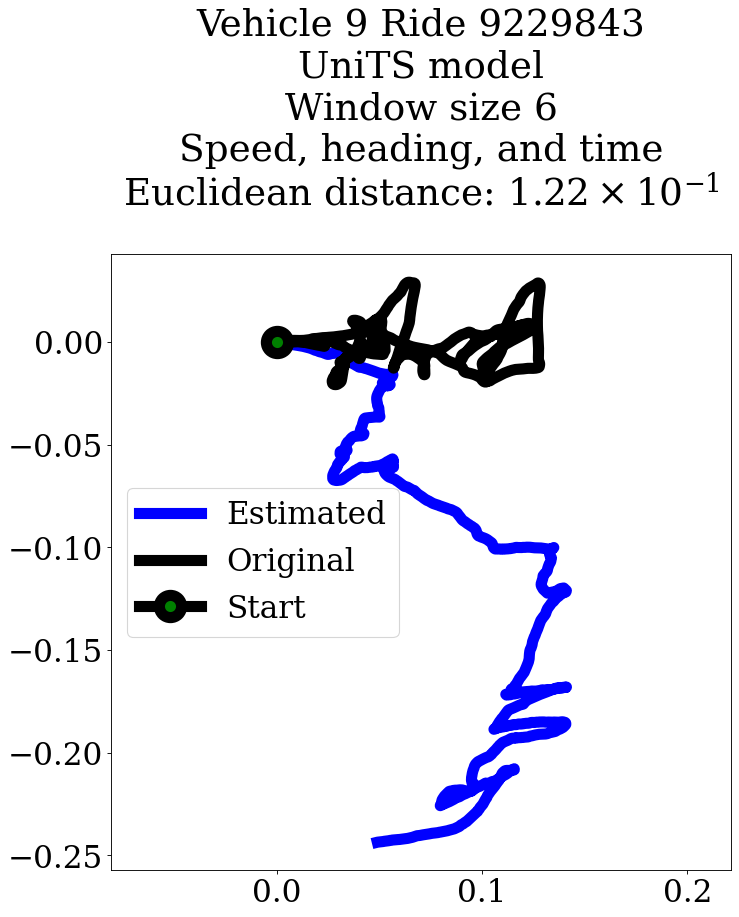 Vehicle 9 Ride 9229843
UniTS model
Window size 6
Speed, heading, and time
Euclidean distance: $1.22 \times 10^{-1}$
0.00
−0.05
−0.10
−0.15
−0.20
−0.25
Estimated
Original
Start
0.0
0.1
0.2